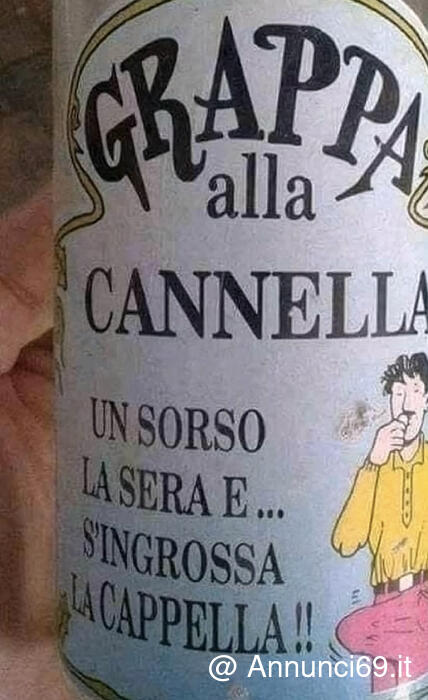 GRAPPA
alla
CANNELLA
UN SORSO
LA SERA E ...
S'INGROSSA
LA CAPPELLA !!
@ Annunci69.it